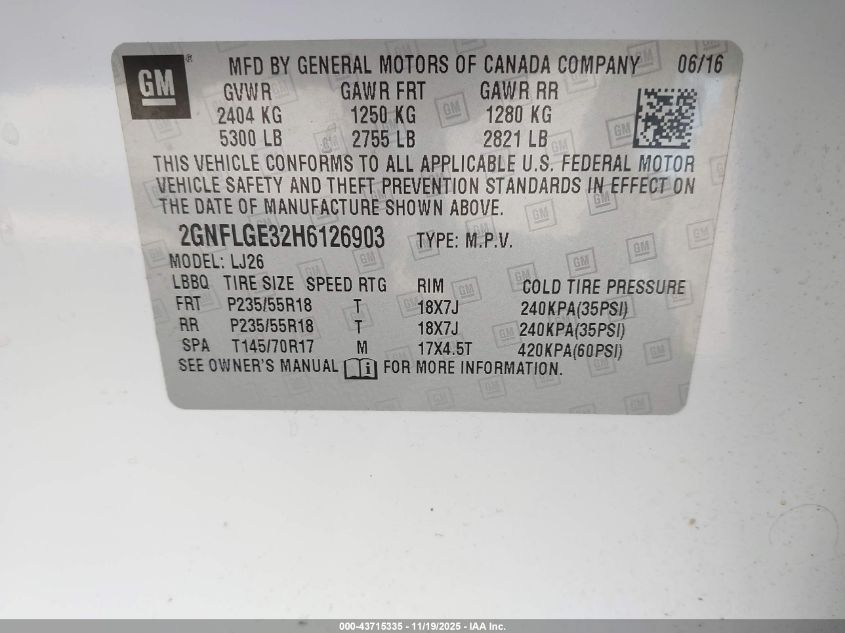 GM
®
MFD BY GENERAL MOTORS OF CANADA COMPANY 06/16
GVWR GAWR FRT GAWR RR
2404 KG 1250 KG 1280 KG
5300 LB 2755 LB 2821 LB
THIS VEHICLE CONFORMS TO ALL APPLICABLE U.S. FEDERAL MOTOR
VEHICLE SAFETY AND THEFT PREVENTION STANDARDS IN EFFECT ON
THE DATE OF MANUFACTURE SHOWN ABOVE.
2GNFLGE32H6126903 TYPE: M.P.V.
MODEL: LJ26
LBBQ TIRE SIZE SPEED RTG RIM COLD TIRE PRESSURE
FRT P235/55R18 T 18X7J 240KPA(35PSI)
RR P235/55R18 T 18X7J 240KPA(35PSI)
SPA T145/70R17 M 17X4.5T 420KPA(60PSI)
SEE OWNER'S MANUAL FOR MORE INFORMATION.
000-43715335 - 11/19/2025 - IAA Inc.